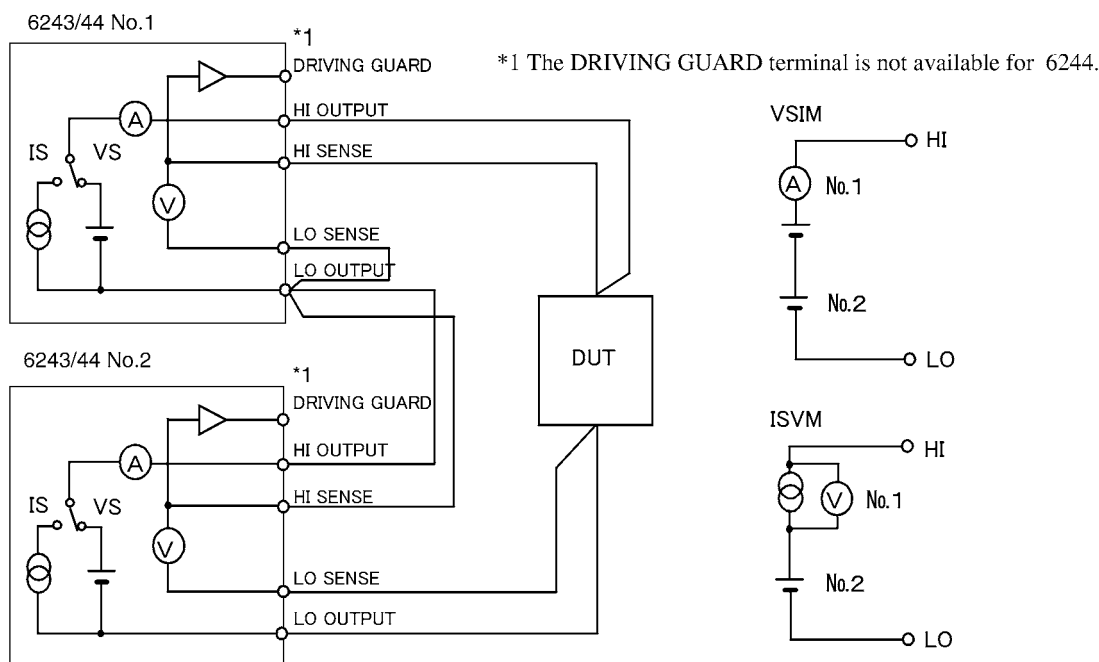 6243/44 No.1
*1
DRIVING GUARD
HI OUTPUT
HI SENSE
A
IS VS
V
LO SENSE
LO OUTPUT
*1 The DRIVING GUARD terminal is not available for 6244.
VSIM
HI
A No.1
No.2
LO
DUT
6243/44 No.2
*1
DRIVING GUARD
HI OUTPUT
HI SENSE
A
IS VS
V
LO SENSE
LO OUTPUT
ISVM
HI
V No.1
No.2
LO